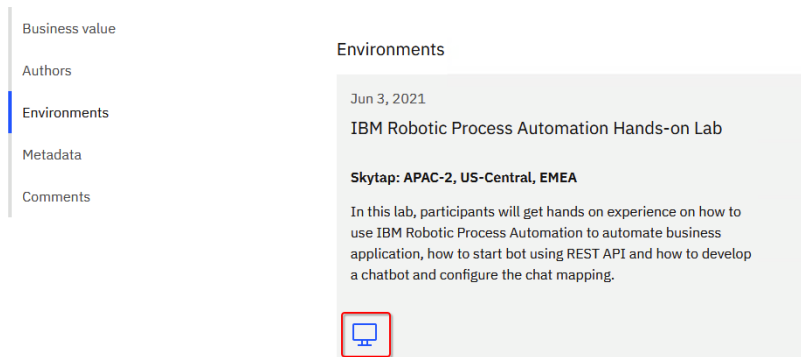 Business value
Authors
Environments
Metadata
Comments
Environments
Jun 3, 2021
IBM Robotic Process Automation Hands-on Lab
Skytap: APAC-2, US-Central, EMEA
In this lab, participants will get hands on experience on how to
use IBM Robotic Process Automation to automate business
application, how to start bot using REST API and how to develop
a chatbot and configure the chat mapping.